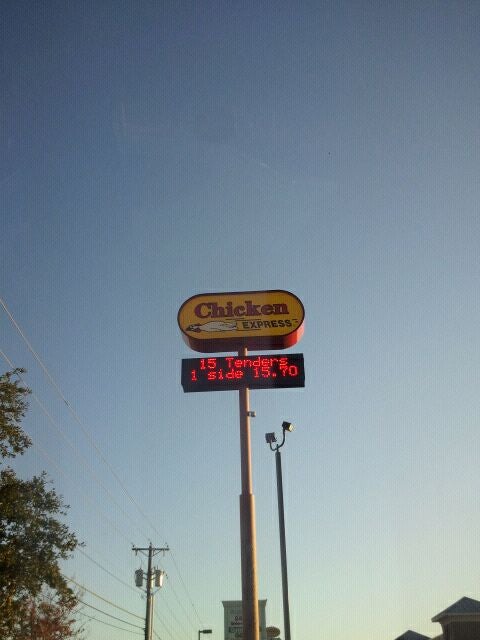 Chicken
EXPRESS
15 Tenders
1 side 15.70